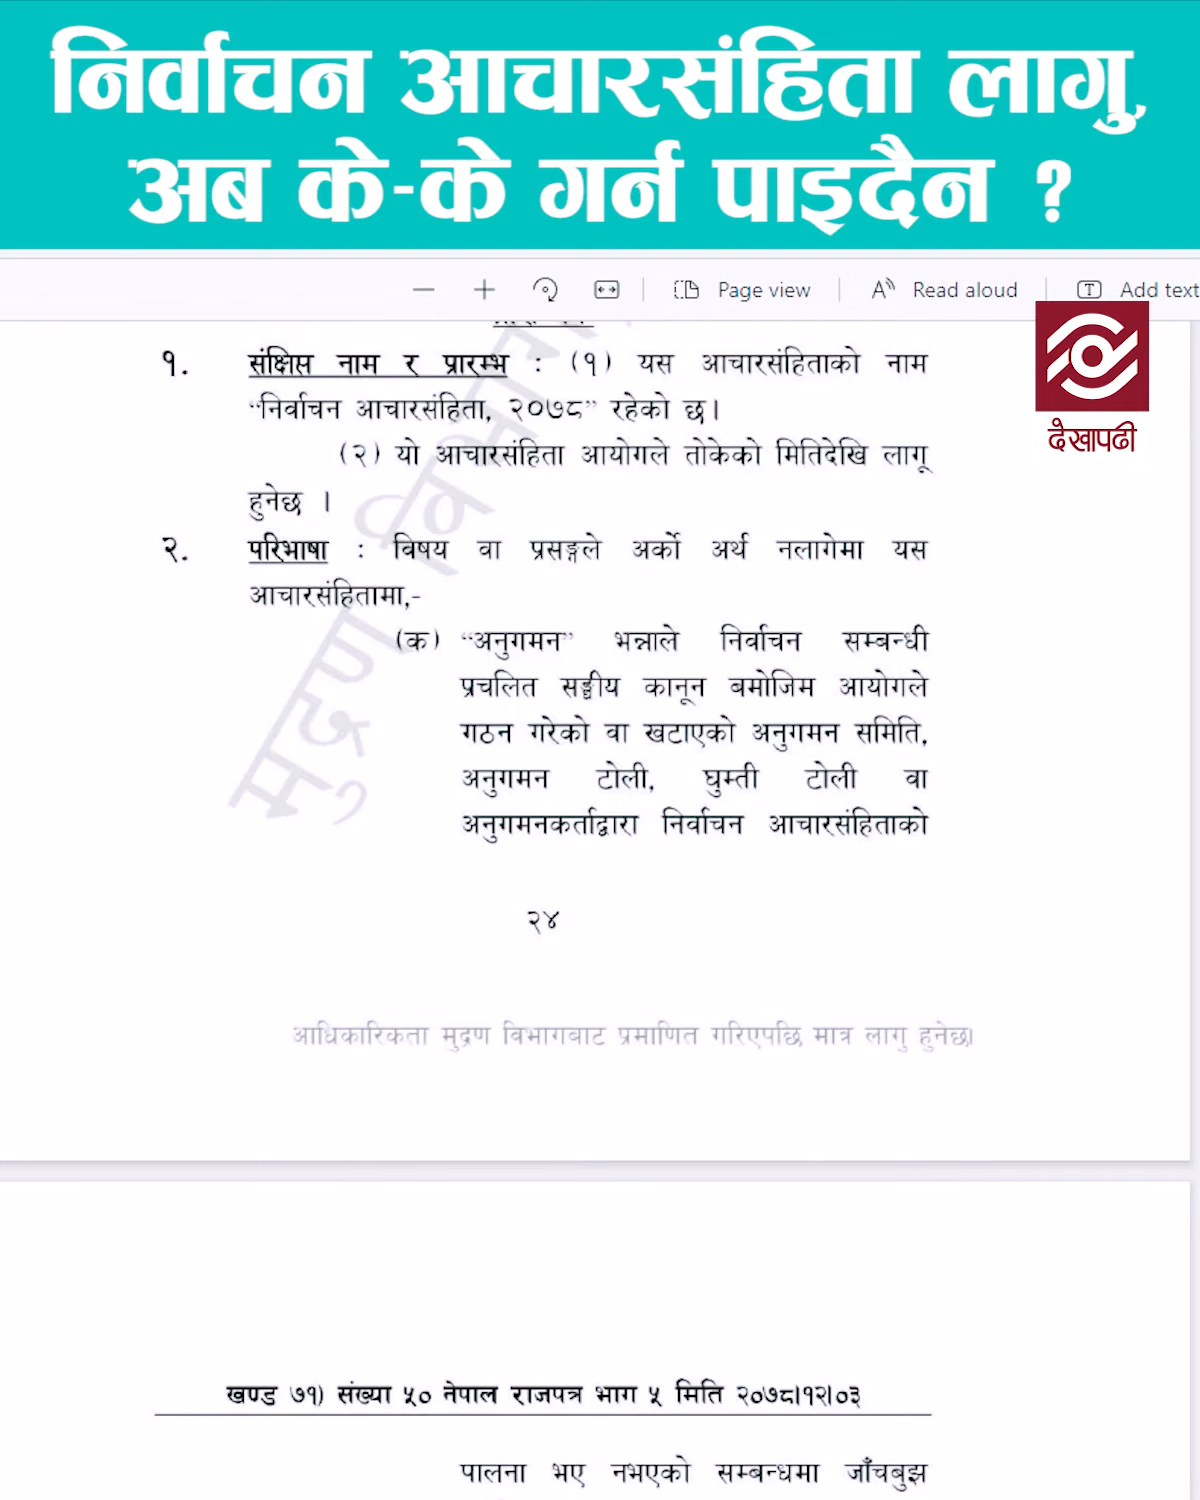 निर्वाचन आचारसंहिता लागु,
अब के-के गर्न पाइदैन ?
Page view
Read aloud
Add text
देखापढी
१. संक्षिप्त नाम र प्रारम्भ : (१) यस आचारसंहिताको नाम
“निर्वाचन आचारसंहिता, २०७८” रहेको छ।
(२) यो आचारसंहिता आयोगले तोकेको मितिदेखि लागू
हुनेछ ।
२. परिभाषा : विषय वा प्रसङ्गले अर्को अर्थ नलागेमा यस
आचारसंहितामा,-
(क) “अनुगमन” भन्नाले निर्वाचन सम्बन्धी
प्रचलित सङ्घीय कानून बमोजिम आयोगले
गठन गरेको वा खटाएको अनुगमन समिति,
अनुगमन टोली, घुम्ती टोली वा
अनुगमनकर्ताद्वारा निर्वाचन आचारसंहिताको
मुद्रण विभाग
२४
आधिकारिकता मुद्रण विभागबाट प्रमाणित गरिएपछि मात्र लागु हुनेछ।
खण्ड ७१) संख्या ५० नेपाल राजपत्र भाग ५ मिति २०७८।१२।०३
पालना भए नभएको सम्बन्धमा जाँचबुझ